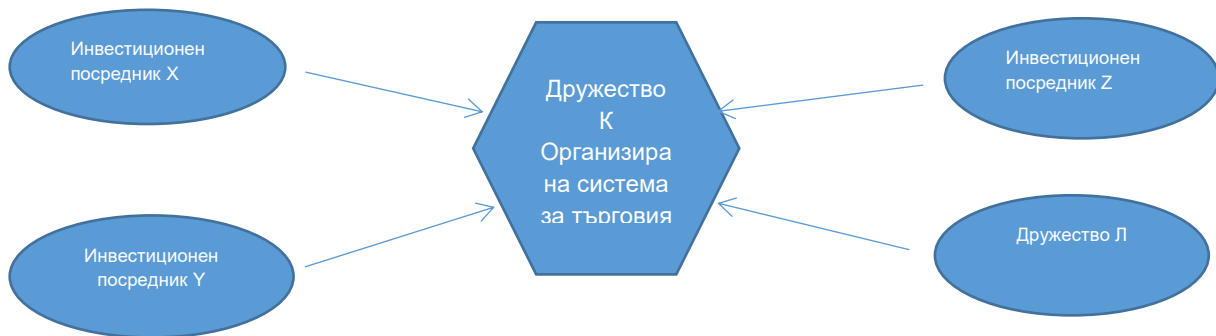 Инвестиционен
посредник X
Инвестиционен
посредник Y
Дружество
К
Организира
на система
за търговия
Инвестиционен
посредник Z
Дружество Л